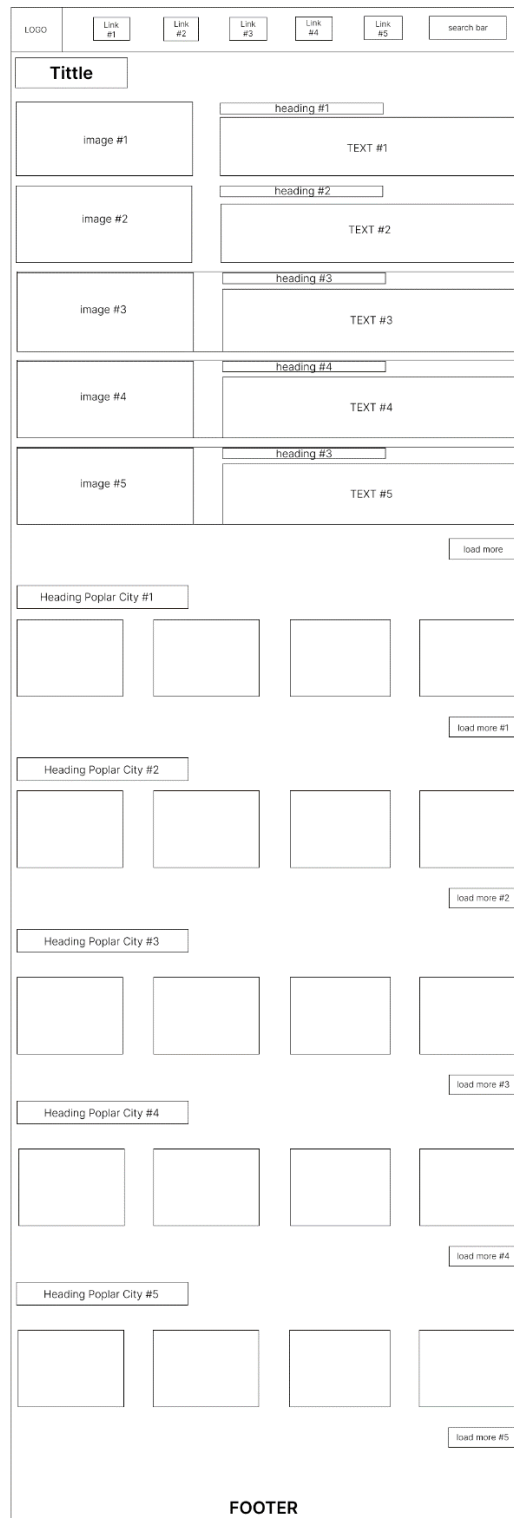 LOGO
Link
#1
Link
#2
Link
#3
Link
#4
Link
#5
search bar
Tittle
image #1
heading #1
TEXT #1
image #2
heading #2
TEXT #2
image #3
heading #3
TEXT #3
image #4
heading #4
TEXT #4
image #5
heading #3
TEXT #5
load more
Heading Poplar City #1
load more #1
Heading Poplar City #2
load more #2
Heading Poplar City #3
load more #3
Heading Poplar City #4
load more #4
Heading Poplar City #5
load more #5
FOOTER